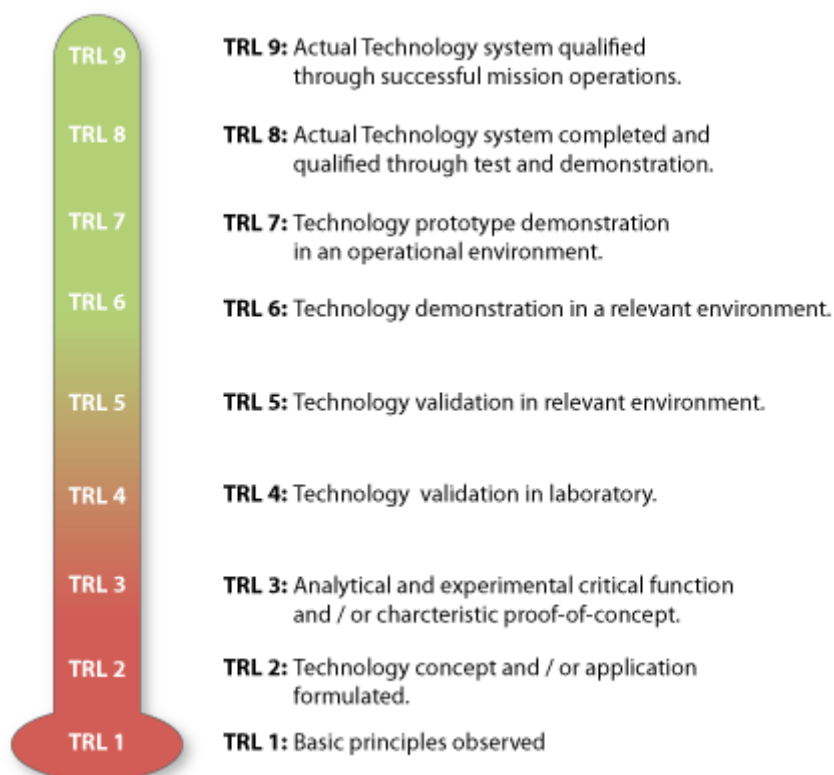 TRL 9
TRL 9: Actual Technology system qualified
through successful mission operations.
TRL 8
TRL 8: Actual Technology system completed and
qualified through test and demonstration.
TRL 7
TRL 7: Technology prototype demonstration
in an operational environment.
TRL 6
TRL 6: Technology demonstration in a relevant environment.
TRL 5
TRL 5: Technology validation in relevant environment.
TRL 4
TRL 4: Technology validation in laboratory.
TRL 3
TRL 3: Analytical and experimental critical function
and / or charcteristic proof-of-concept.
TRL 2
TRL 2: Technology concept and / or application
formulated.
TRL 1
TRL 1: Basic principles observed